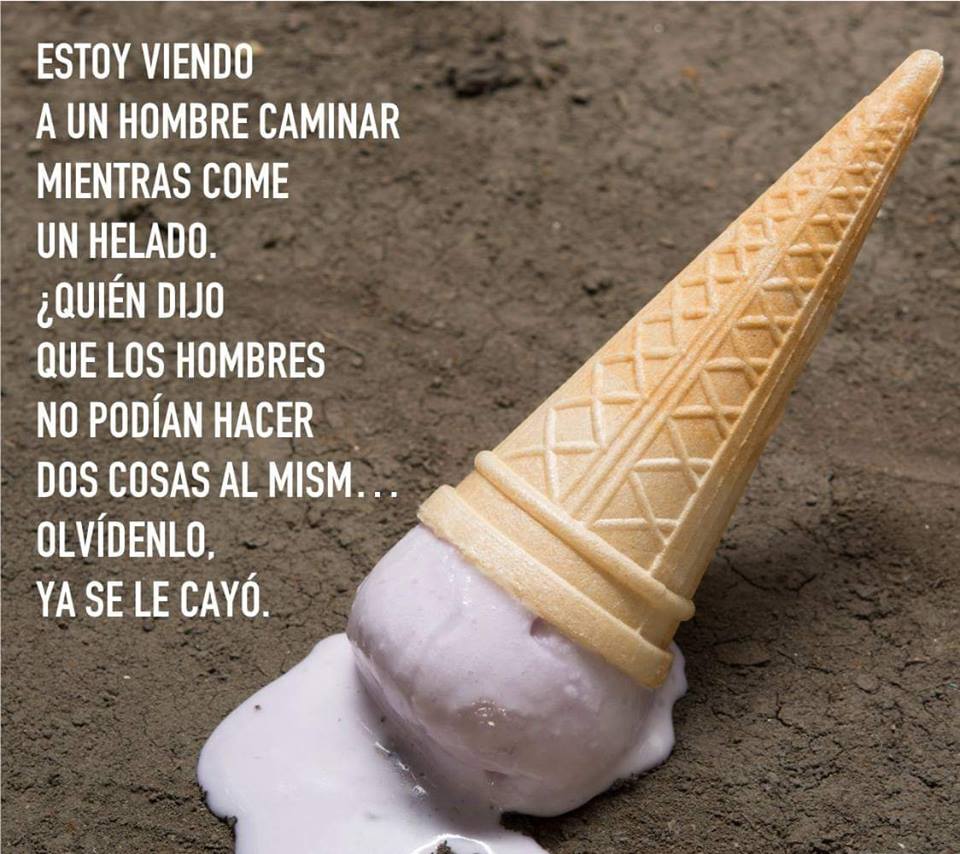 ESTOY VIENDO
A UN HOMBRE CAMINAR
MIENTRAS COME
UN HELADO.
¿QUIÉN DIJO
QUE LOS HOMBRES
NO PODÍAN HACER
DOS COSAS AL MISM...
OLVÍDENLO,
YA SE LE CAYÓ.